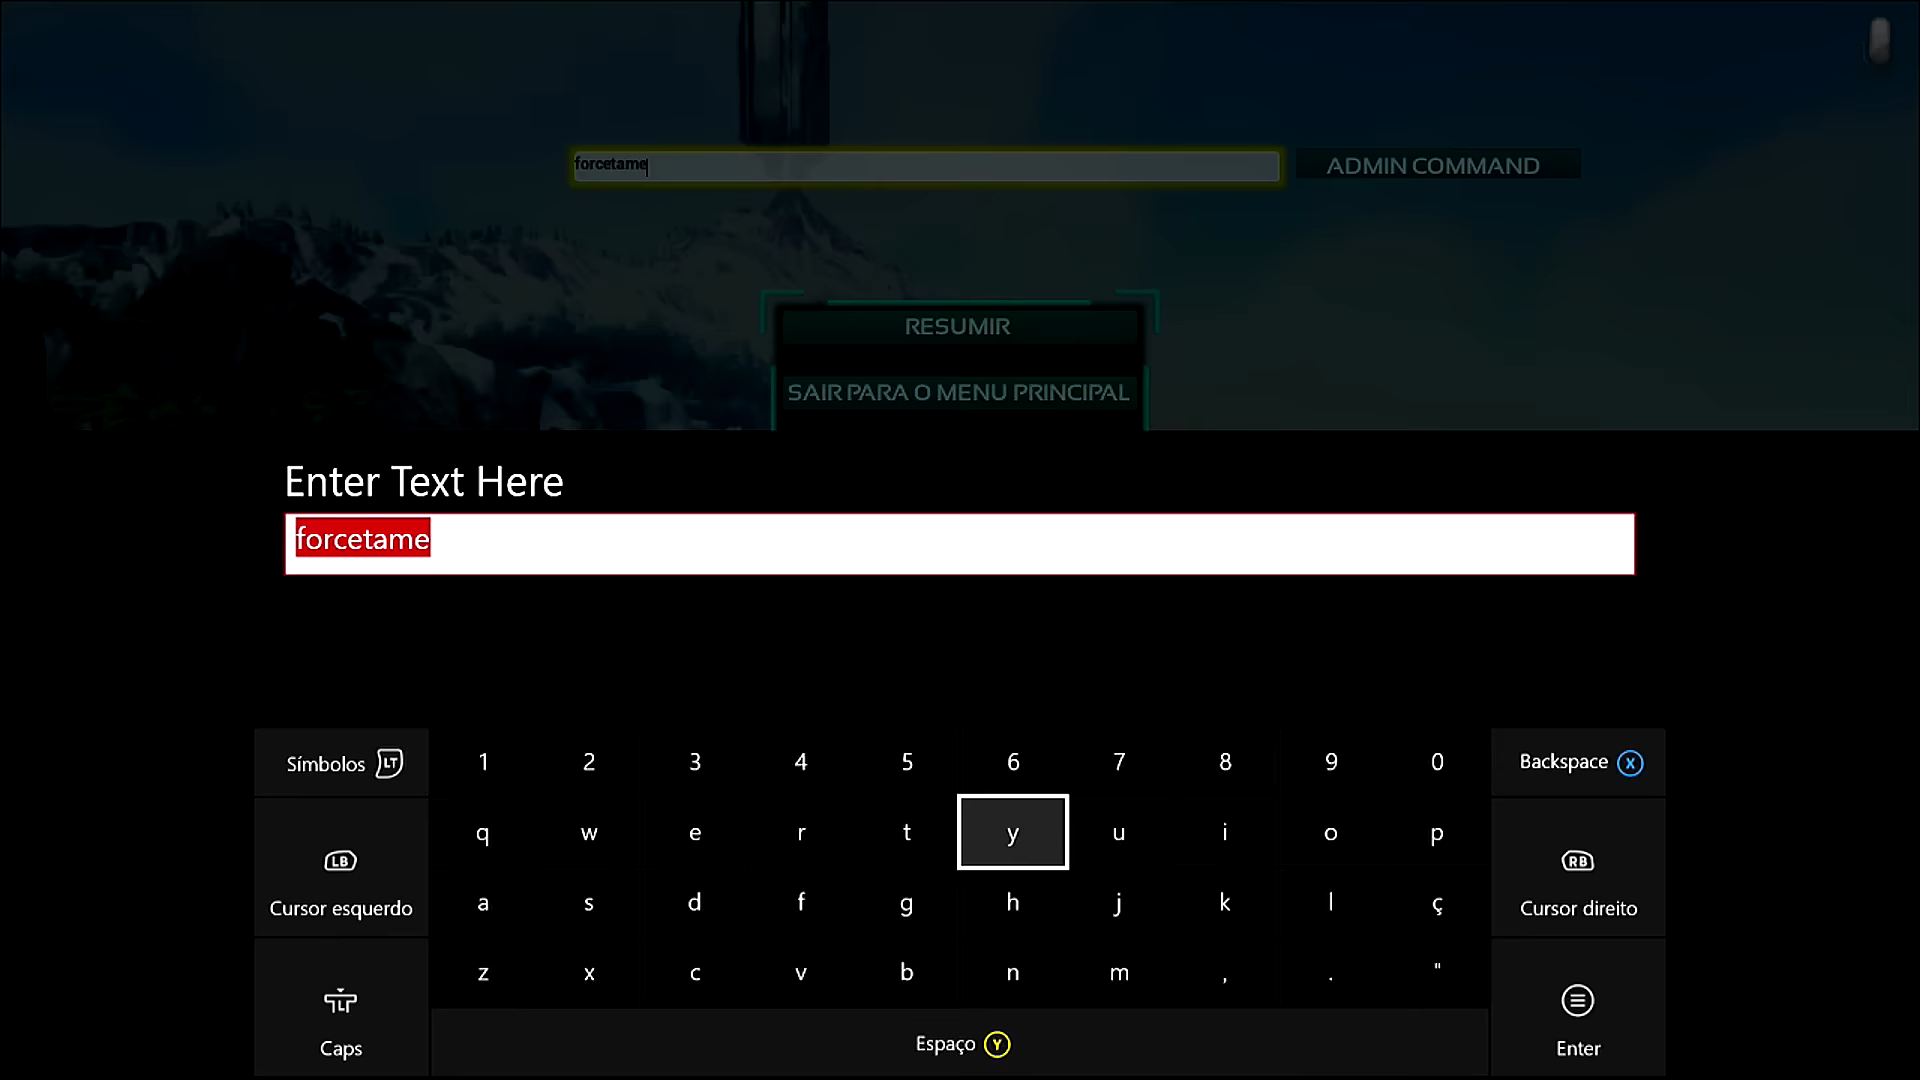 forcetame
ADMIN COMMAND
RESUMIR
SAIR PARA O MENU PRINCIPAL
Enter Text Here
forcetame
Símbolos LT 1 2 3 4 5 6 7 8 9 0 Backspace X
q w e r t y u i o p
LB RB
a s d f g h j k l ç
Cursor esquerdo Cursor direito
z x c v b n m , . "
Caps Espaço Y Enter